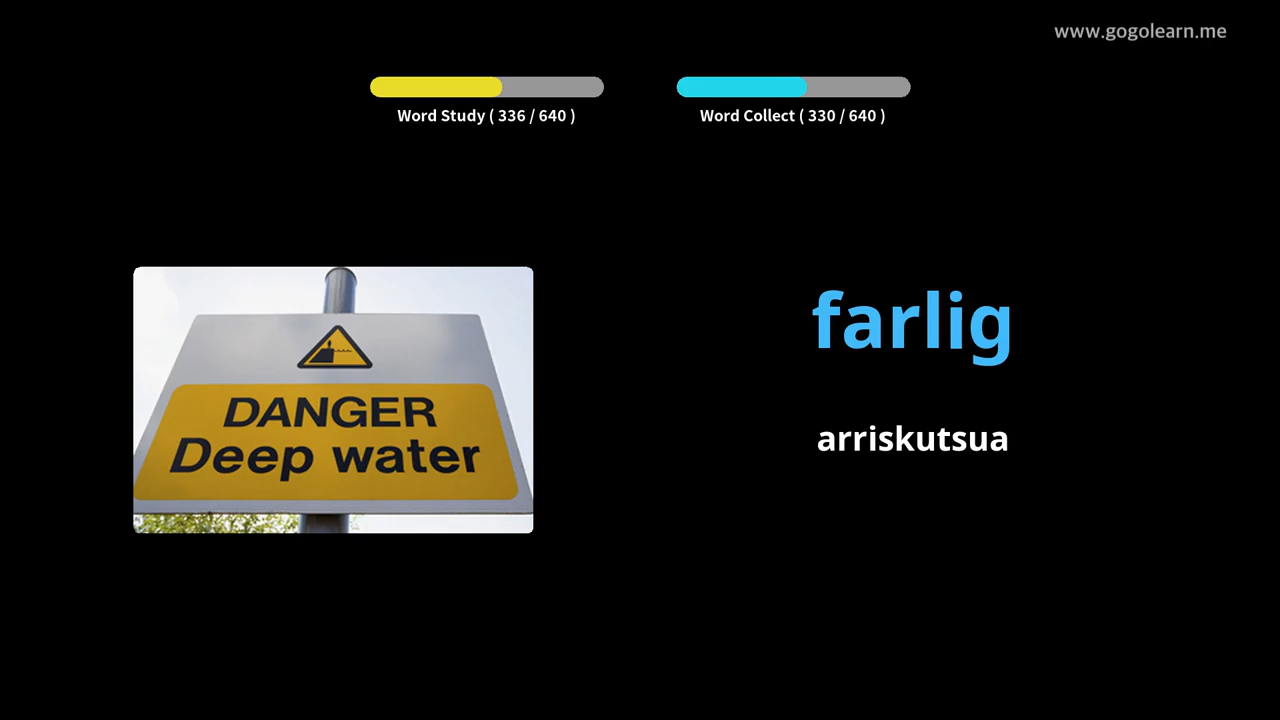 www.gogolearn.me
Word Study ( 336 / 640 )
Word Collect ( 330 / 640 )
DANGER
Deep water
farlig
arriskutsua